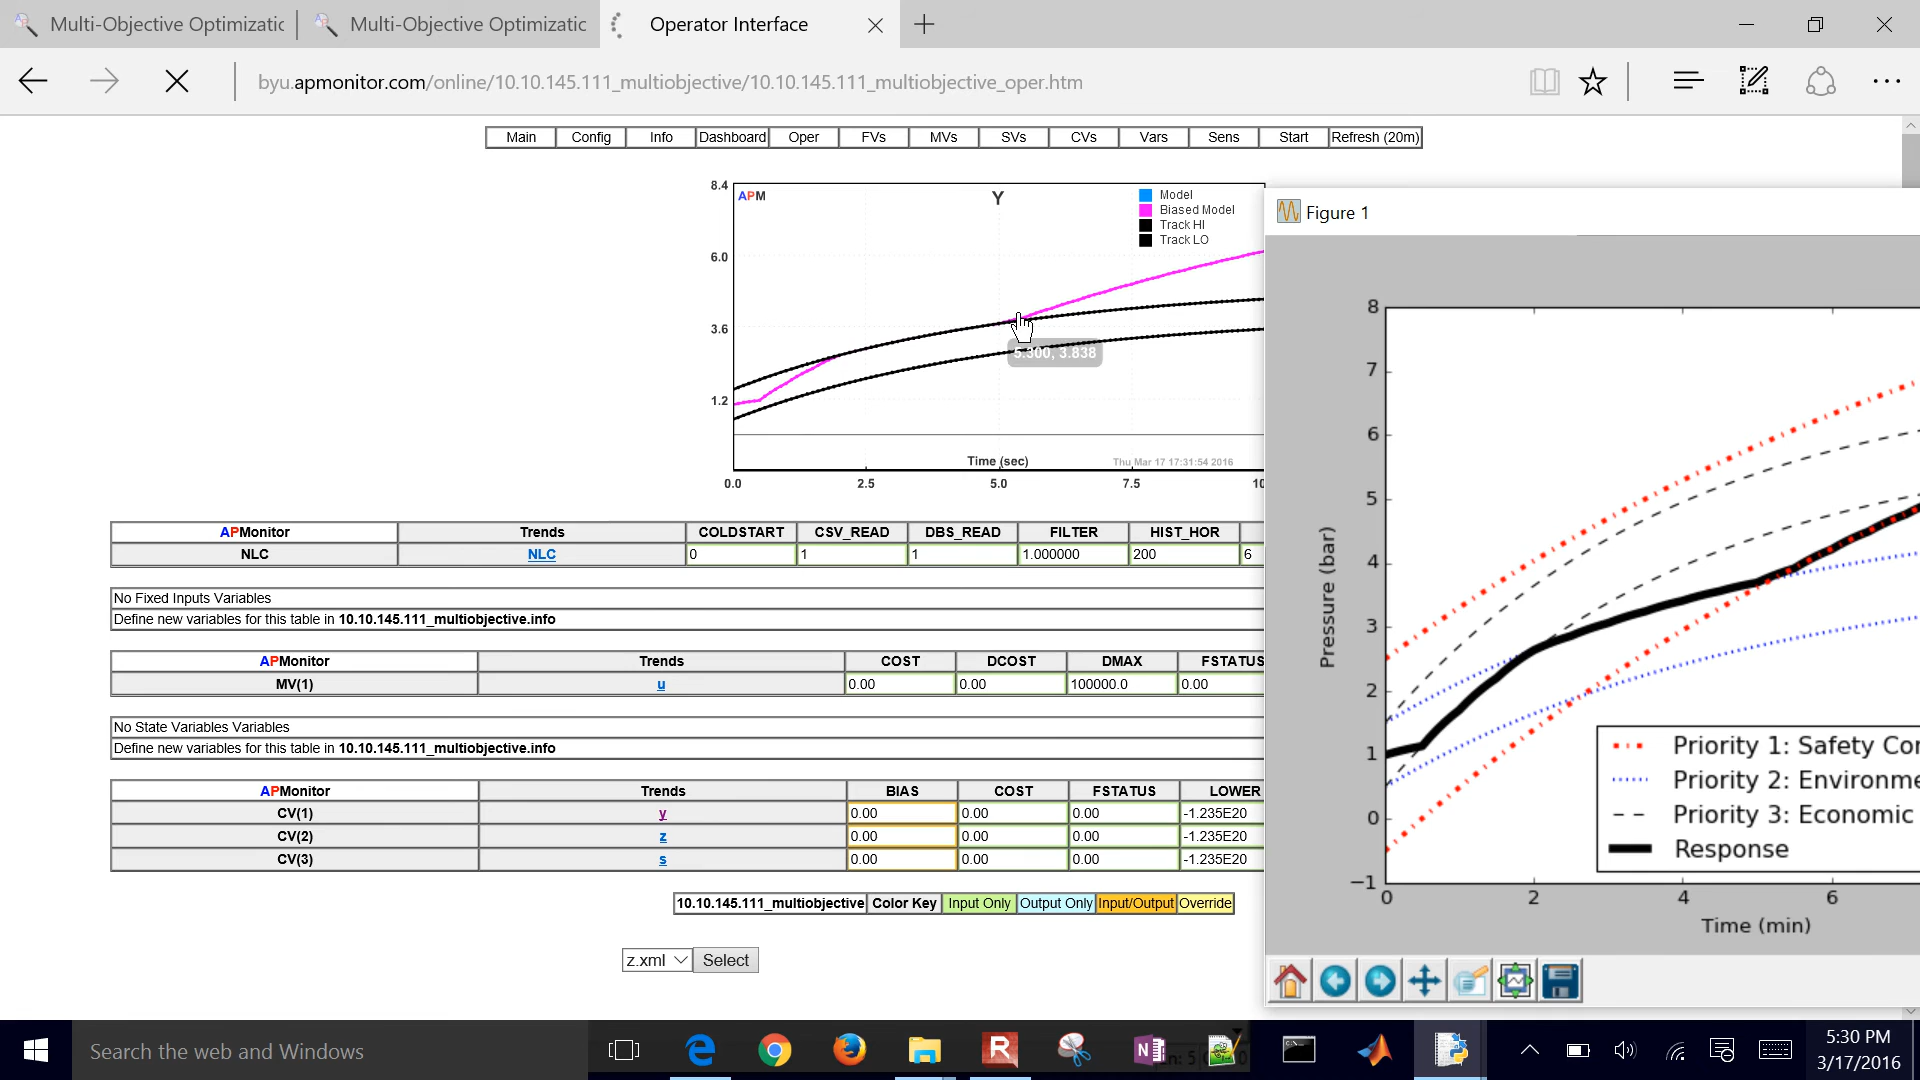 Multi-Objective Optimizatic
Multi-Objective Optimizatic
Operator Interface
byu.apmonitor.com/online/10.10.145.111_multiobjective/10.10.145.111_multiobjective_oper.htm
Main Config Info Dashboard Oper FVs MVs SVs CVs Vars Sens Start Refresh (20m)
8.4
6.0
3.6
1.2
APM
Y
Model
Biased Model
Track HI
Track LO
5.300, 3.838
Time (sec)
Thu Mar 17 17:31:54 2016
0.0 2.5 5.0 7.5 10
APMonitor Trends COLDSTART CSV_READ DBS_READ FILTER HIST_HOR
NLC NLC 0 1 1 1.000000 200 6
No Fixed Inputs Variables
Define new variables for this table in 10.10.145.111_multiobjective.info
APMonitor Trends COST DCOST DMAX FSTATUS
MV(1) u 0.00 0.00 100000.0 0.00
No State Variables Variables
Define new variables for this table in 10.10.145.111_multiobjective.info
APMonitor Trends BIAS COST FSTATUS LOWER
CV(1) y 0.00 0.00 0.00 -1.235E20
CV(2) z 0.00 0.00 0.00 -1.235E20
CV(3) s 0.00 0.00 0.00 -1.235E20
10.10.145.111_multiobjective Color Key Input Only Output Only Input/Output Override
z.xml Select
Figure 1
8
7
6
5
4
3
2
1
0
−1
Pressure (bar)
Priority 1: Safety Cor
Priority 2: Environme
Priority 3: Economic
Response
0 2 4 6
Time (min)
Search the web and Windows
5:30 PM
3/17/2016